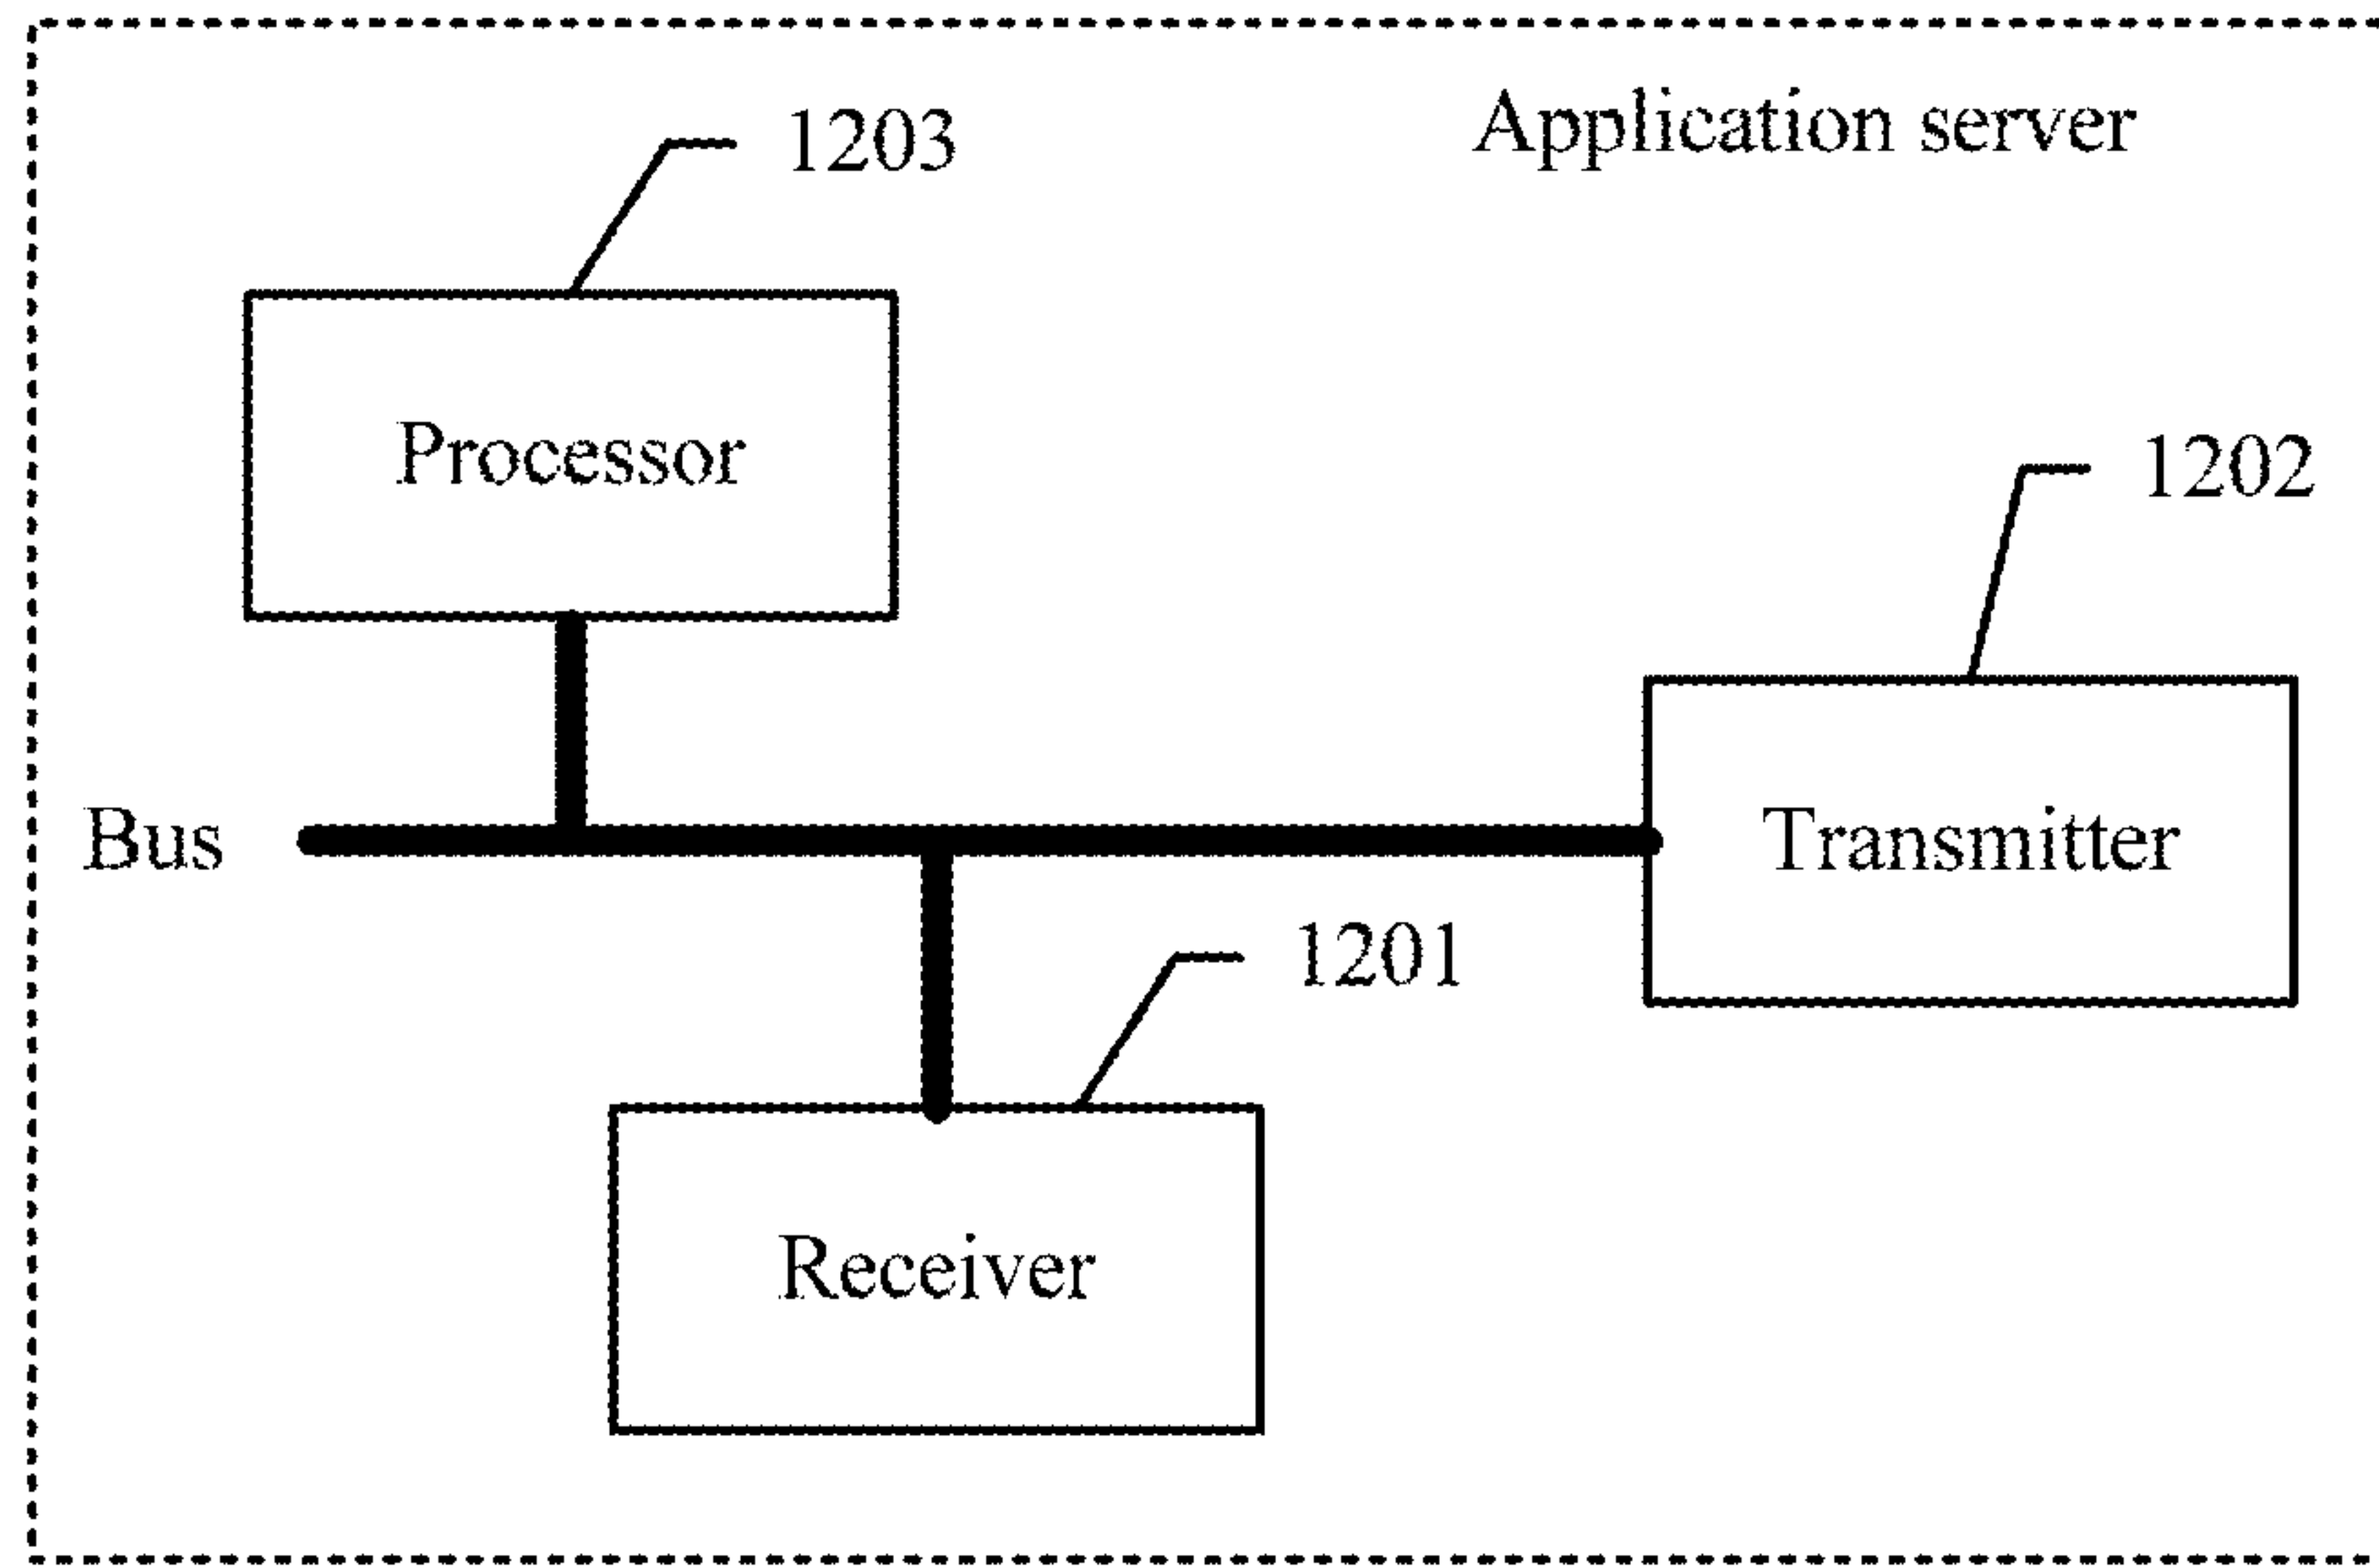 Application server
1203
Processor
1202
Bus
Transmitter
1201
Receiver